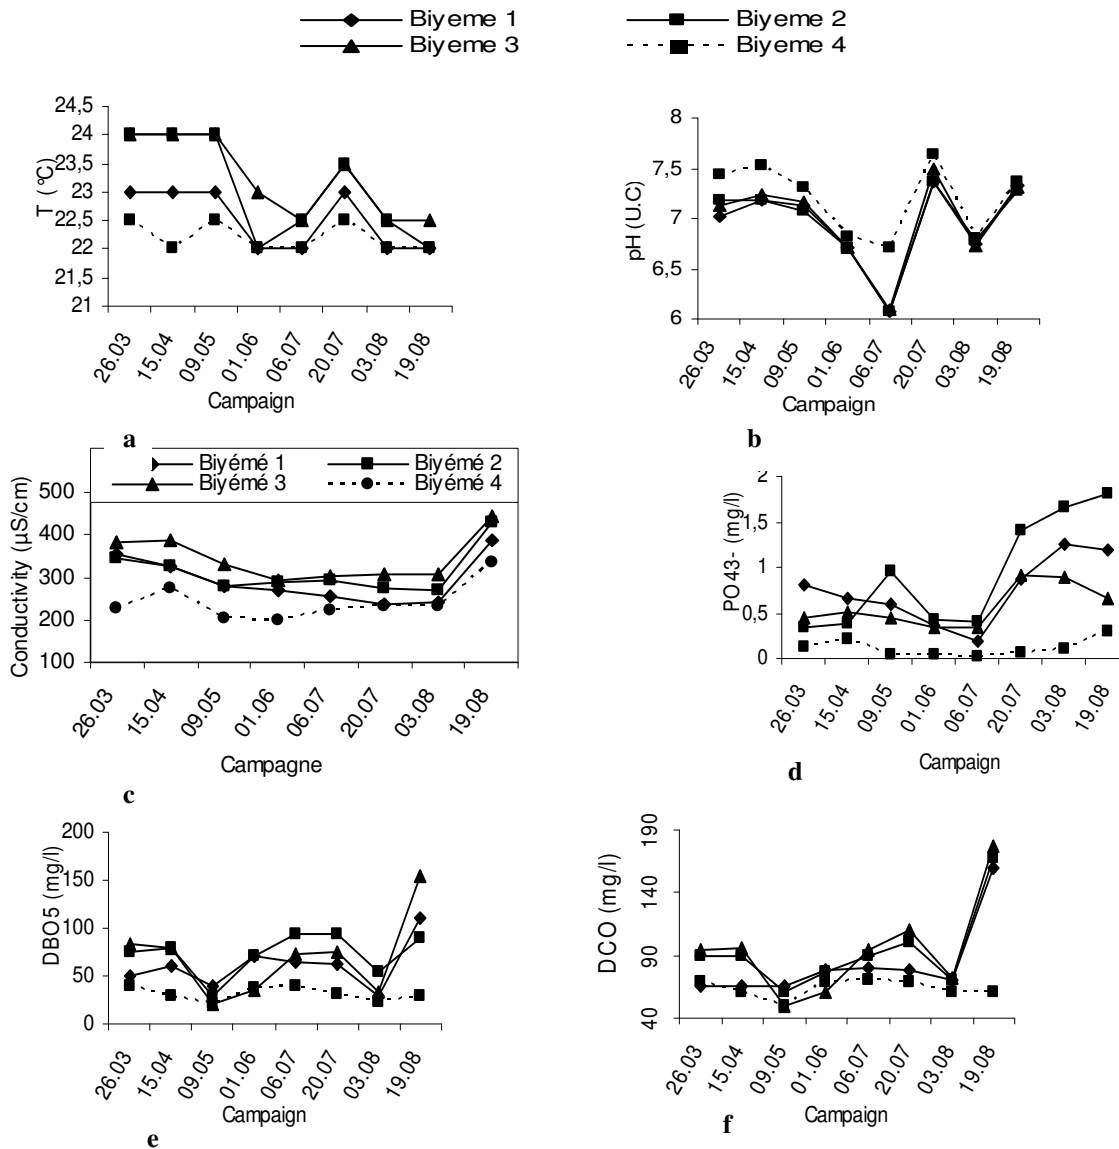 Biyeme 1
Biyeme 2
Biyeme 3
Biyeme 4
T (°C)
24,5
24
23,5
23
22,5
22
21,5
21
26.03 15.04 09.05 01.06 06.07 20.07 03.08 19.08
Campaign
a
pH (U.C)
8
7,5
7
6,5
6
26.03 15.04 09.05 01.06 06.07 20.07 03.08 19.08
Campaign
b
Biyémé 1 Biyémé 2
Biyémé 3 Biyémé 4
Conductivity (µS/cm)
500
400
300
200
100
26.03 15.04 09.05 01.06 06.07 20.07 03.08 19.08
Campagne
c
PO43- (mg/l)
2
1,5
1
0,5
0
26.03 15.04 09.05 01.06 06.07 20.07 03.08 19.08
Campaign
d
DBO5 (mg/l)
200
150
100
50
0
26.03 15.04 09.05 01.06 06.07 20.07 03.08 19.08
Campaign
e
DCO (mg/l)
190
140
90
40
26.03 15.04 09.05 01.06 06.07 20.07 03.08 19.08
Campaign
f